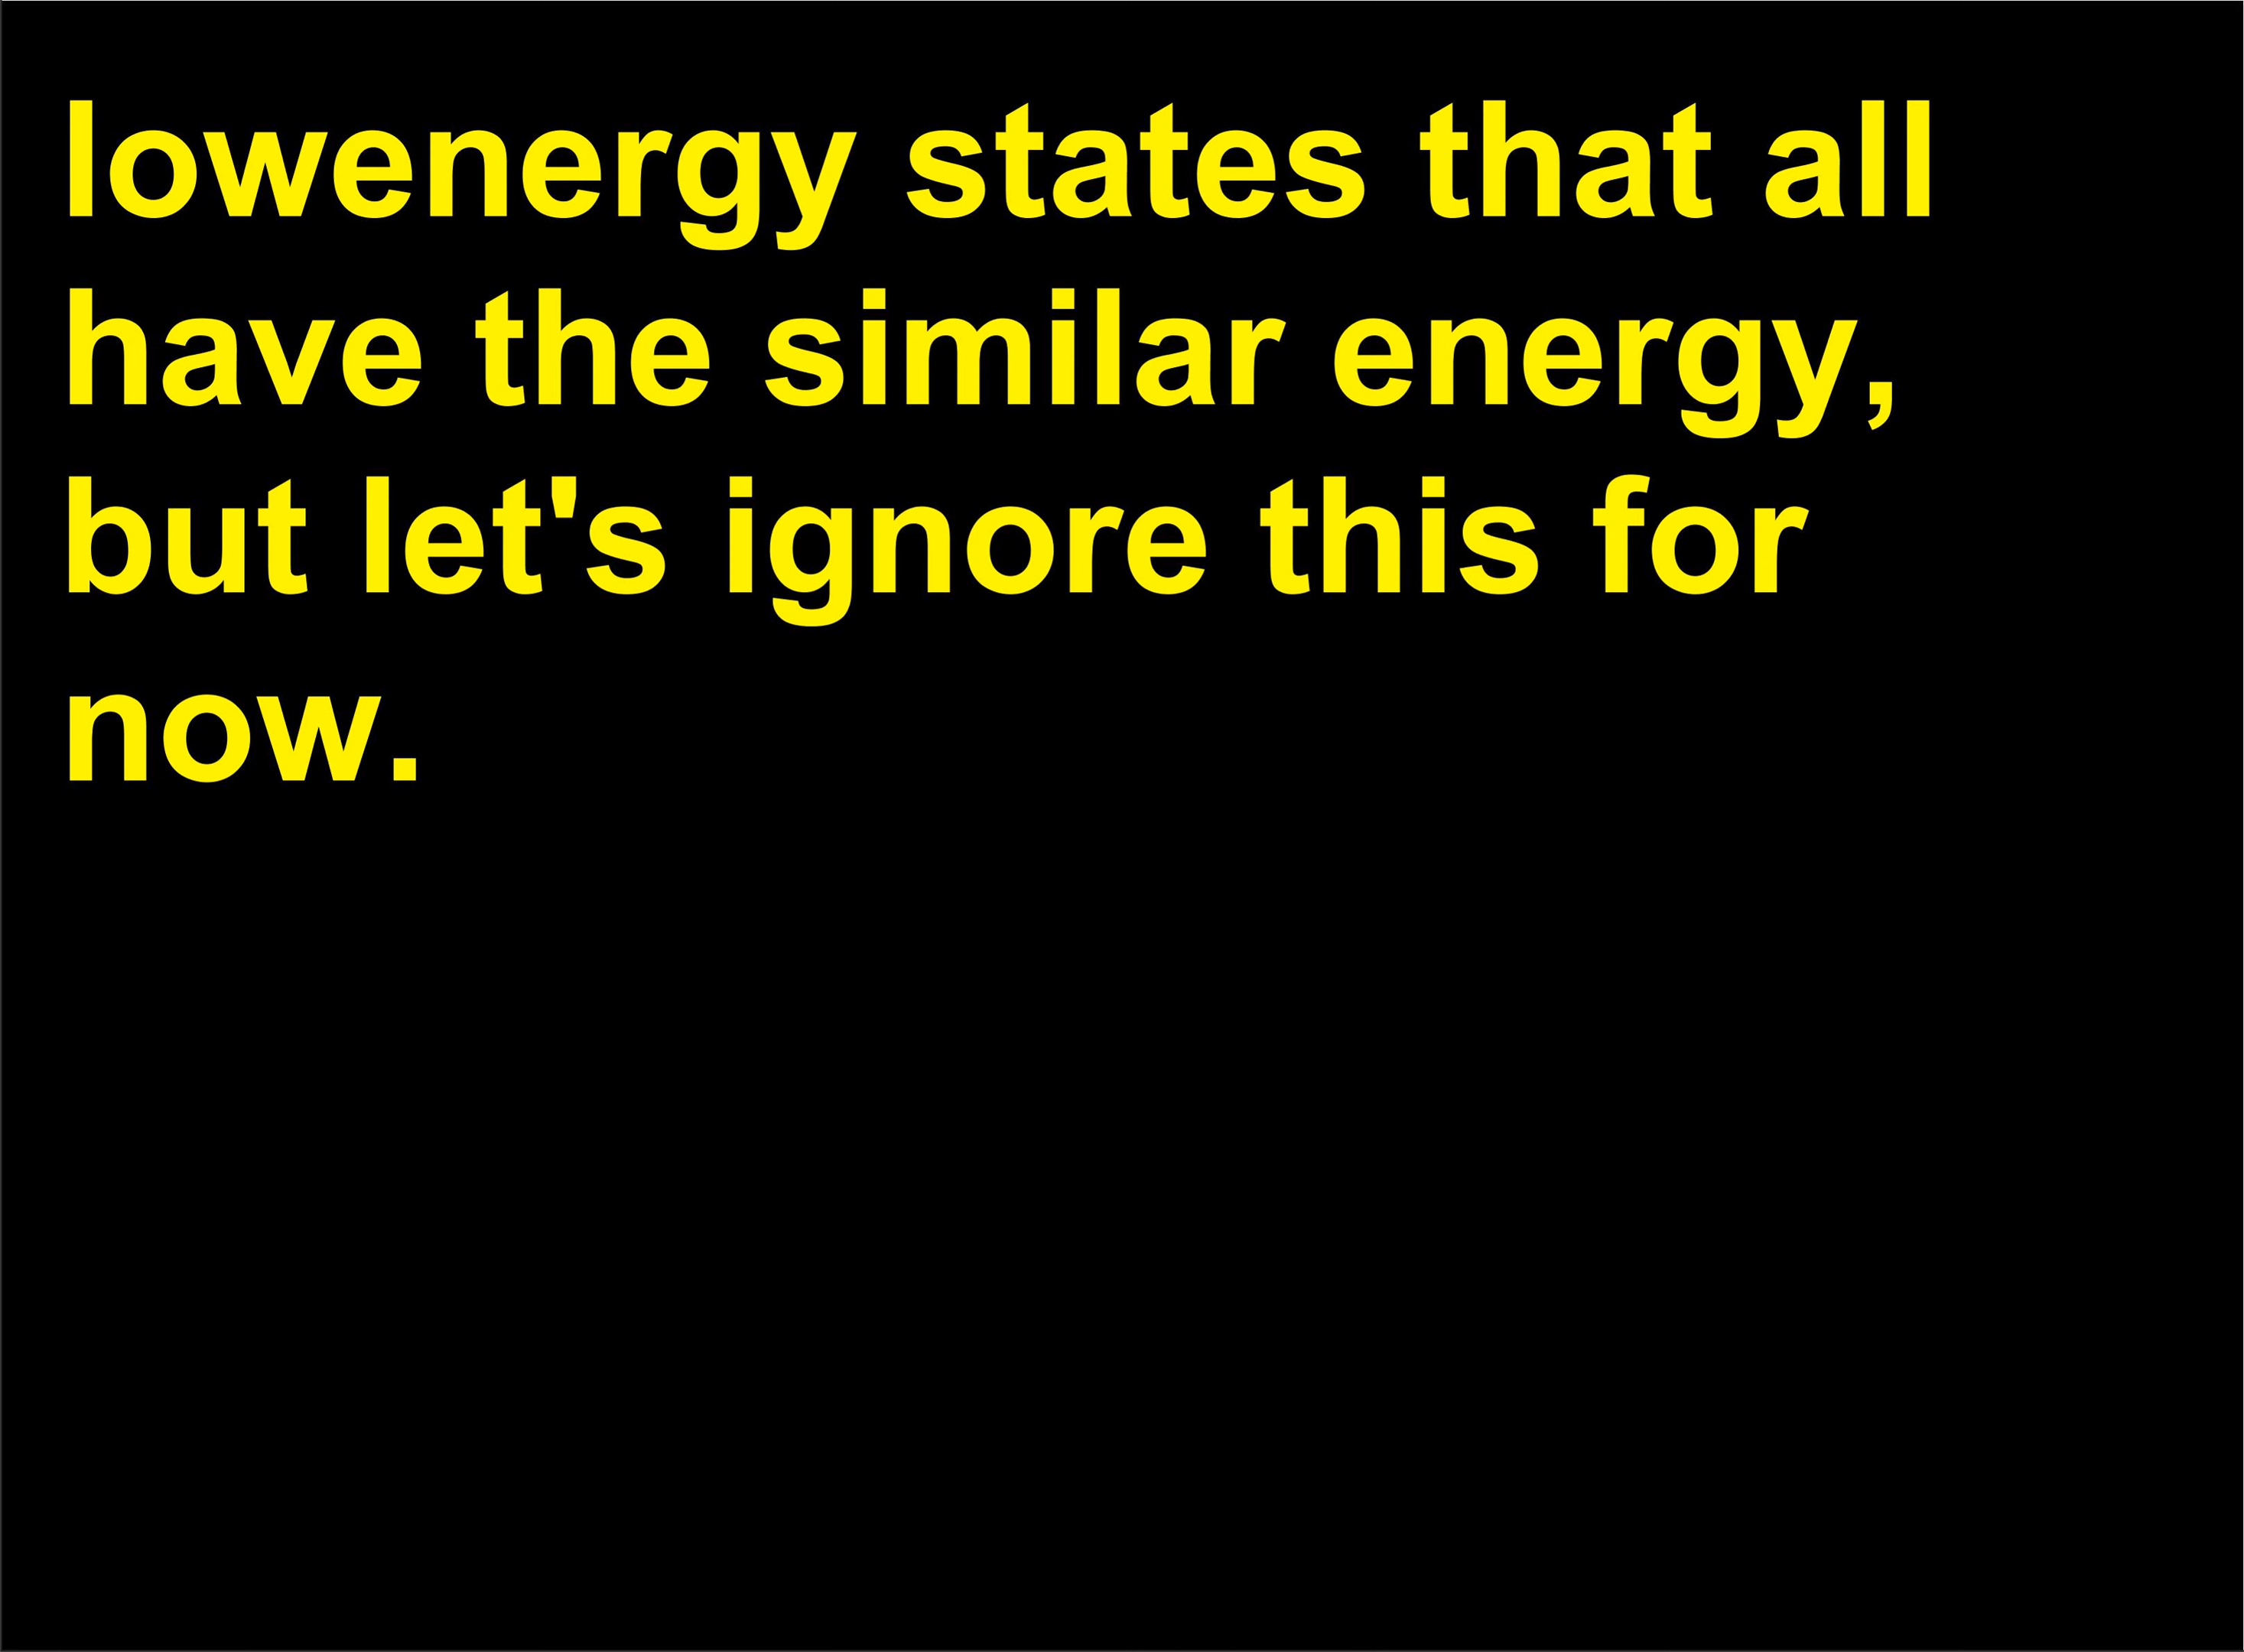 lowenergy states that all
have the similar energy,
but let's ignore this for
now.